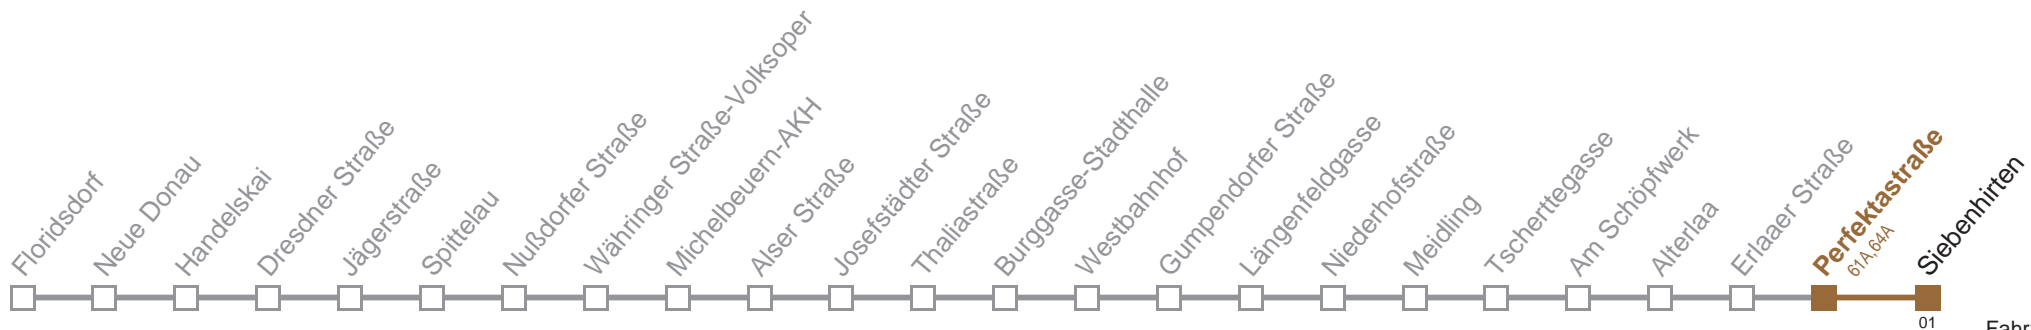 Floridsdorf
Neue Donau
Handelskai
Dresdner Straße
Jägerstraße
Spittelau
Nußdorfer Straße
Währinger Straße-Volksoper
Michelbeuern-AKH
Alser Straße
Josefstädter Straße
Thaliastraße
Burggasse-Stadthalle
Westbahnhof
Gumpendorfer Straße
Längenfeldgasse
Niederhofstraße
Meidling
Tscherttegasse
Am Schöpfwerk
Alterlaa
Erlaaer Straße
Perfektastraße
61A,64A
Siebenhirten
01